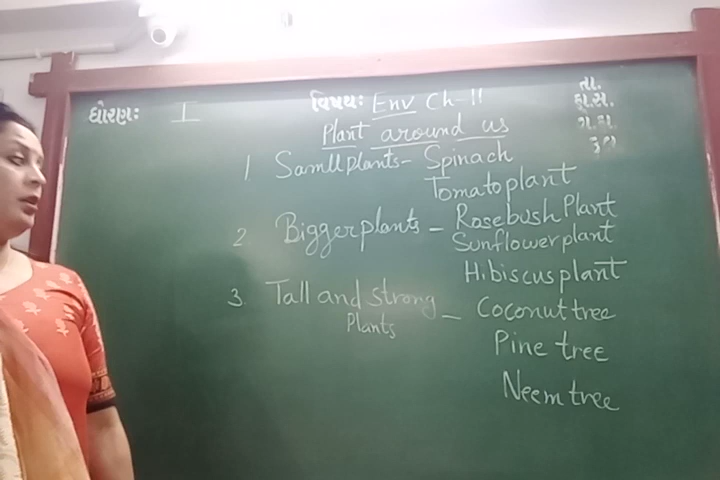 ધોરણ: I
વિષય: Env Ch-11
તા.
કુ.સં.
ગ.હા.
કુલ
Plant around us
1 Samll plants - Spinach
Tomato plant
2 Bigger plants - Rosebush Plant
Sunflower plant
Hibiscus plant
3. Tall and strong Plants - Coconut tree
Pine tree
Neem tree